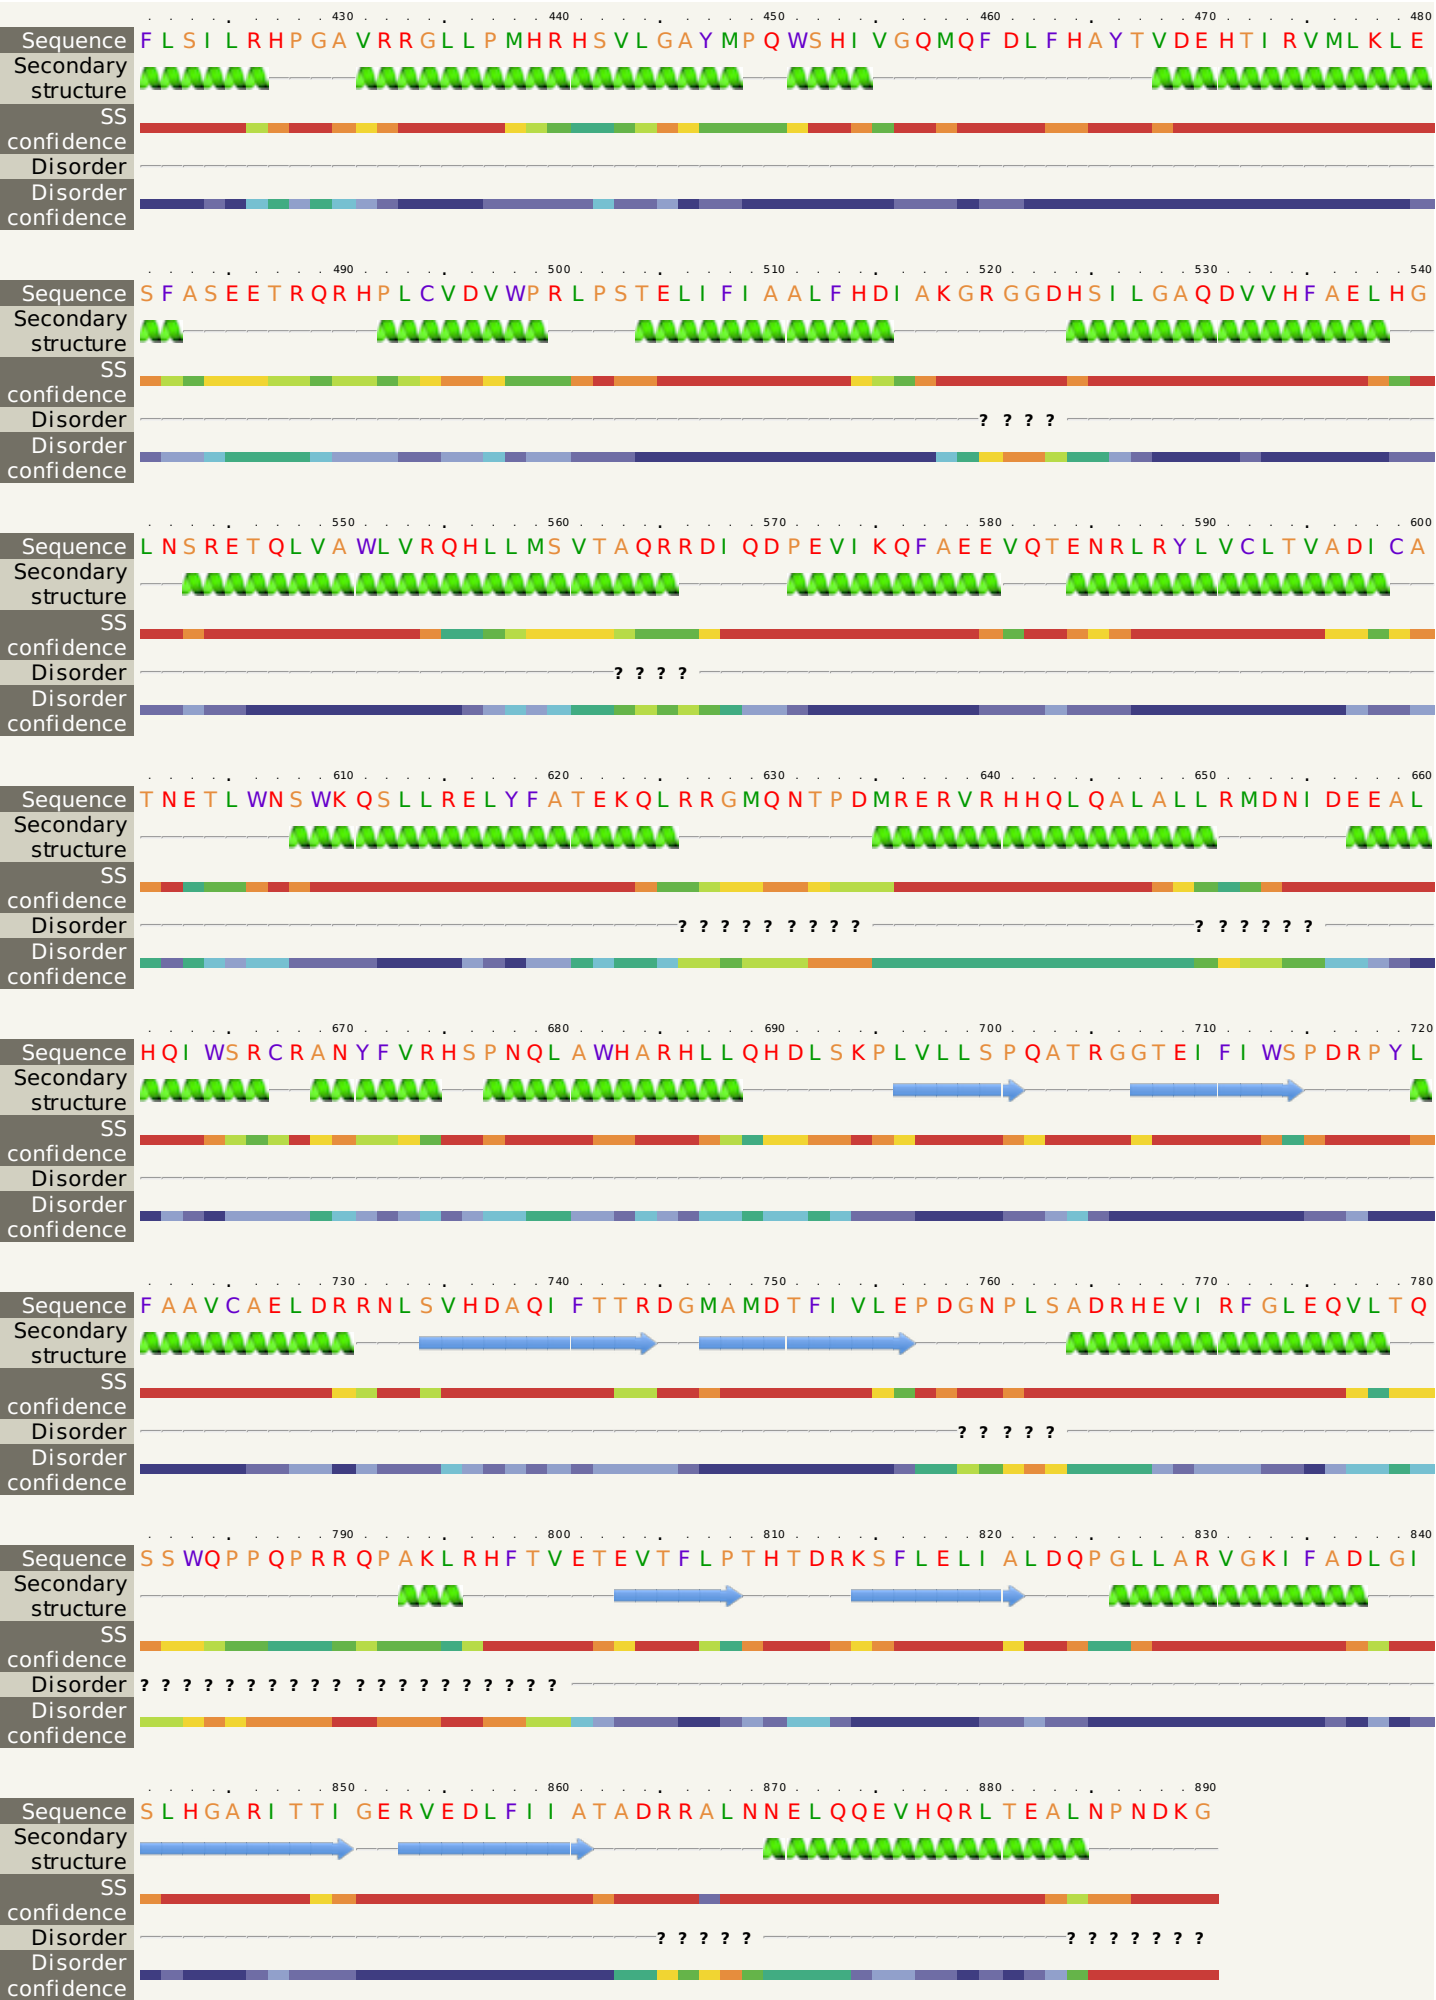 430 440 450 460 470 480
Sequence F L S I L R H P G A V R R G L L P M H R H S V L G A Y M P Q W S H I V G Q M Q F D L F H A Y T V D E H T I R V M L K L E
Secondary
structure
SS
confidence
Disorder
Disorder
confidence
490 500 510 520 530 540
Sequence S F A S E E T R Q R H P L C V D V W P R L P S T E L I F I A A L F H D I A K G R G G D H S I L G A Q D V V H F A E L H G
Secondary
structure
SS
confidence
Disorder ? ? ? ?
Disorder
confidence
550 560 570 580 590 600
Sequence L N S R E T Q L V A W L V R Q H L L M S V T A Q R R D I Q D P E V I K Q F A E E V Q T E N R L R Y L V C L T V A D I C A
Secondary
structure
SS
confidence
Disorder ? ? ? ?
Disorder
confidence
610 620 630 640 650 660
Sequence T N E T L W N S W K Q S L L R E L Y F A T E K Q L R R G M Q N T P D M R E R V R H H Q L Q A L A L L R M D N I D E E A L
Secondary
structure
SS
confidence
Disorder ? ? ? ? ? ? ? ? ? ? ? ? ? ? ?
Disorder
confidence
670 680 690 700 710 720
Sequence H Q I W S R C R A N Y F V R H S P N Q L A W H A R H L L Q H D L S K P L V L L S P Q A T R G G T E I F I W S P D R P Y L
Secondary
structure
SS
confidence
Disorder
Disorder
confidence
730 740 750 760 770 780
Sequence F A A V C A E L D R R N L S V H D A Q I F T T R D G M A M D T F I V L E P D G N P L S A D R H E V I R F G L E Q V L T Q
Secondary
structure
SS
confidence
Disorder ? ? ? ? ?
Disorder
confidence
790 800 810 820 830 840
Sequence S S W Q P P Q P R R Q P A K L R H F T V E T E V T F L P T H T D R K S F L E L I A L D Q P G L L A R V G K I F A D L G I
Secondary
structure
SS
confidence
Disorder ? ? ? ? ? ? ? ? ? ? ? ? ? ? ? ? ? ? ? ?
Disorder
confidence
850 860 870 880 890
Sequence S L H G A R I T T I G E R V E D L F I I A T A D R R A L N N E L Q Q E V H Q R L T E A L N P N D K G
Secondary
structure
SS
confidence
Disorder ? ? ? ? ? ? ? ? ? ? ? ?
Disorder
confidence